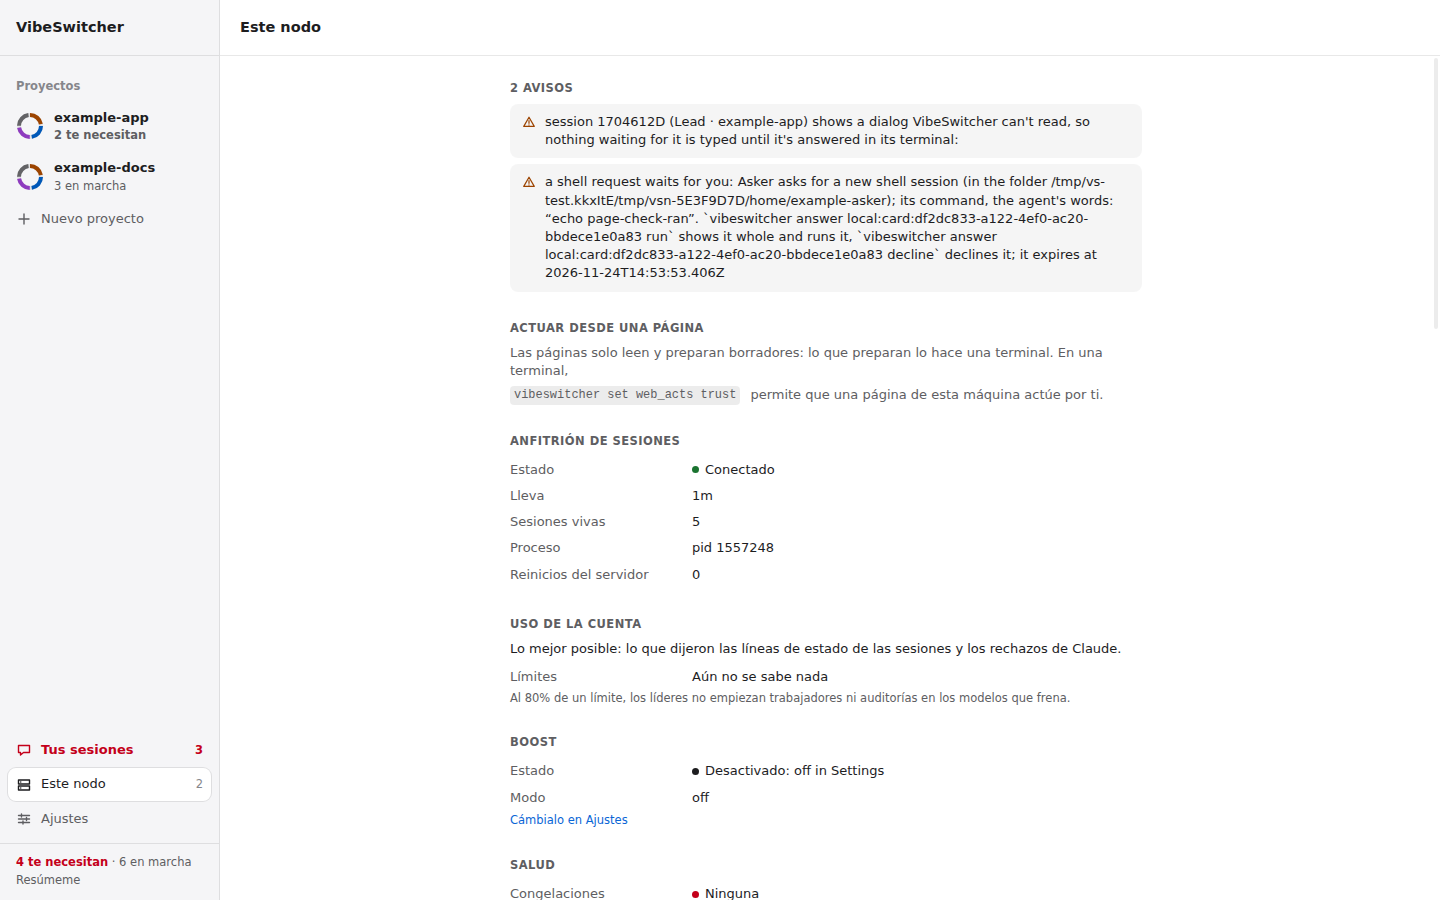 VibeSwitcher
Este nodo
Proyectos
example-app
2 te necesitan
example-docs
3 en marcha
Nuevo proyecto
2 AVISOS
session 1704612D (Lead · example-app) shows a dialog VibeSwitcher can't read, so
nothing waiting for it is typed until it's answered in its terminal:
a shell request waits for you: Asker asks for a new shell session (in the folder /tmp/vs-
test.kkxItE/tmp/vsn-5E3F9D7D/home/example-asker); its command, the agent's words:
“echo page-check-ran”. `vibeswitcher answer local:card:df2dc833-a122-4ef0-ac20-
bbdece1e0a83 run` shows it whole and runs it, `vibeswitcher answer
local:card:df2dc833-a122-4ef0-ac20-bbdece1e0a83 decline` declines it; it expires at
2026-11-24T14:53:53.406Z
ACTUAR DESDE UNA PÁGINA
Las páginas solo leen y preparan borradores: lo que preparan lo hace una terminal. En una
terminal,
vibeswitcher set web_acts trust permite que una página de esta máquina actúe por ti.
ANFITRIÓN DE SESIONES
Estado Conectado
Lleva 1m
Sesiones vivas 5
Proceso pid 1557248
Reinicios del servidor 0
USO DE LA CUENTA
Lo mejor posible: lo que dijeron las líneas de estado de las sesiones y los rechazos de Claude.
Límites Aún no se sabe nada
Al 80% de un límite, los líderes no empiezan trabajadores ni auditorías en los modelos que frena.
BOOST
Estado Desactivado: off in Settings
Modo off
Cámbialo en Ajustes
SALUD
Congelaciones Ninguna
Tus sesiones 3
Este nodo 2
Ajustes
4 te necesitan · 6 en marcha
Resúmeme